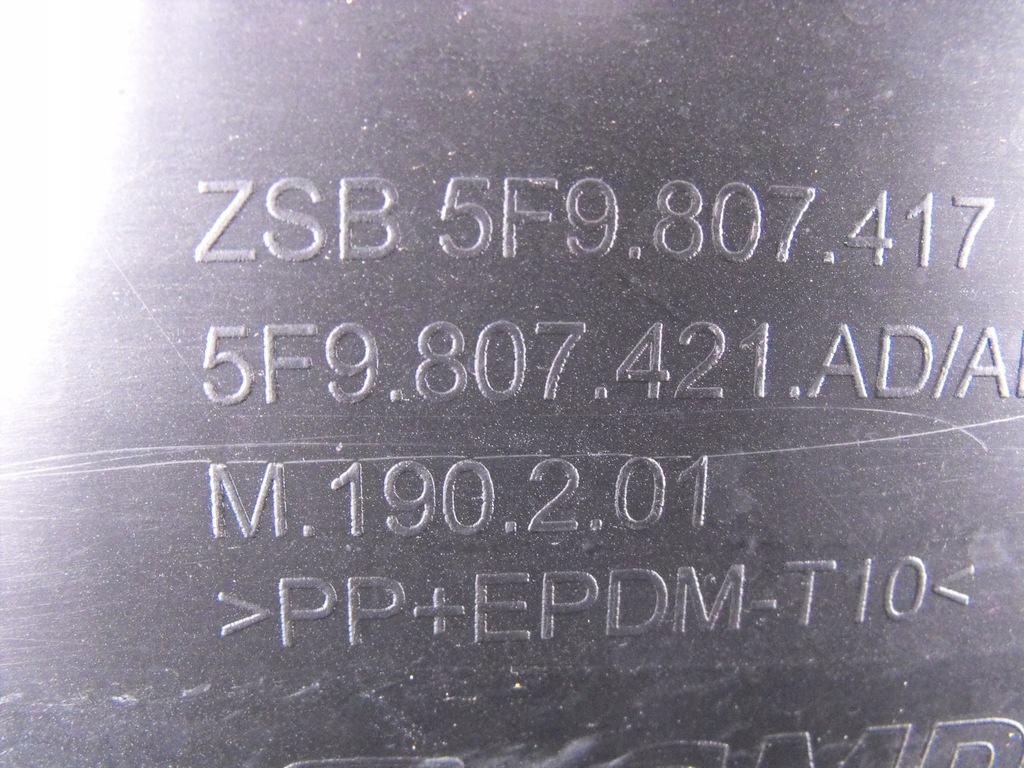 ZSB 5F9.807.417
5F9.807.421.AD/A
M.190.2.01
>PP+EPDM-T10<